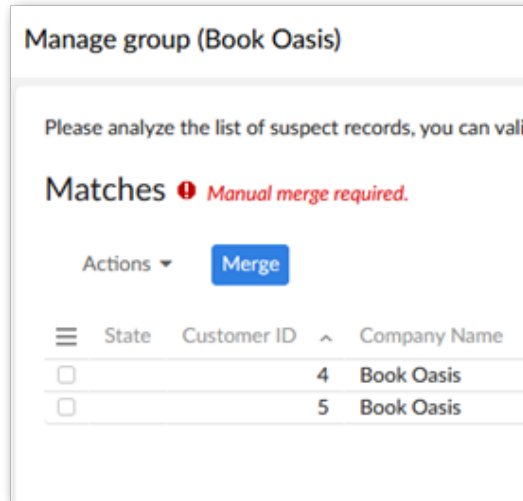 Manage group (Book Oasis)
Please analyze the list of suspect records, you can vali
Matches Manual merge required.
Actions Merge
State Customer ID Company Name
4 Book Oasis
5 Book Oasis